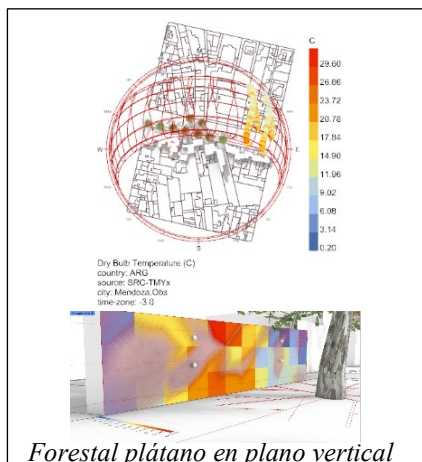 C
29.60
26.66
23.72
20.78
17.84
14.90
11.96
9.02
6.08
3.14
0.20
W
E
S
Dry Bulb Temperature (C)
country: ARG
source: SRC-TMYx
city: Mendoza.Obs
time-zone: -3.0
Forestal plátano en plano vertical